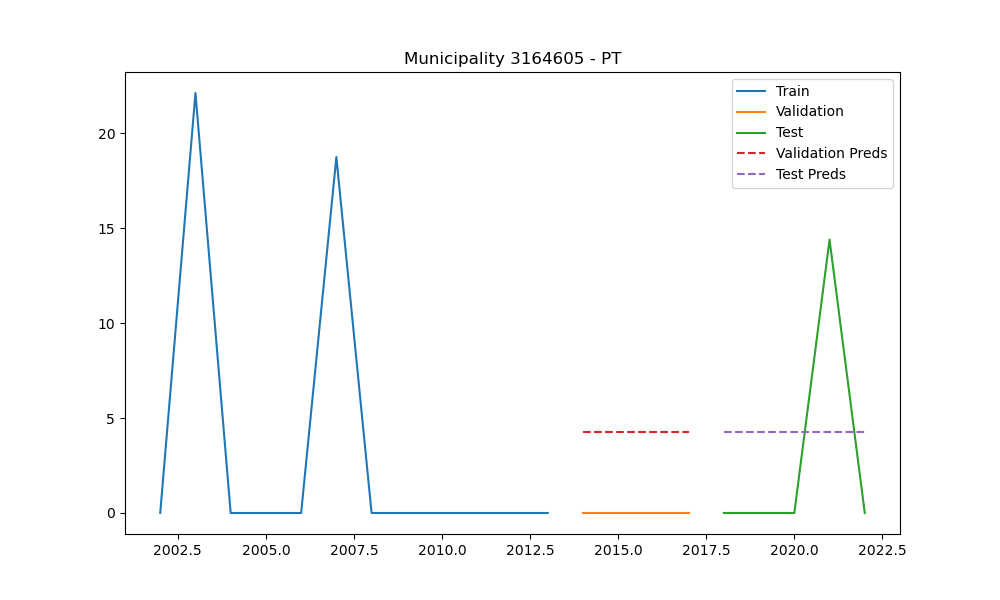 Municipality 3164605 - PT
Train
Validation
Test
Validation Preds
Test Preds
20
15
10
5
0
2002.5 2005.0 2007.5 2010.0 2012.5 2015.0 2017.5 2020.0 2022.5